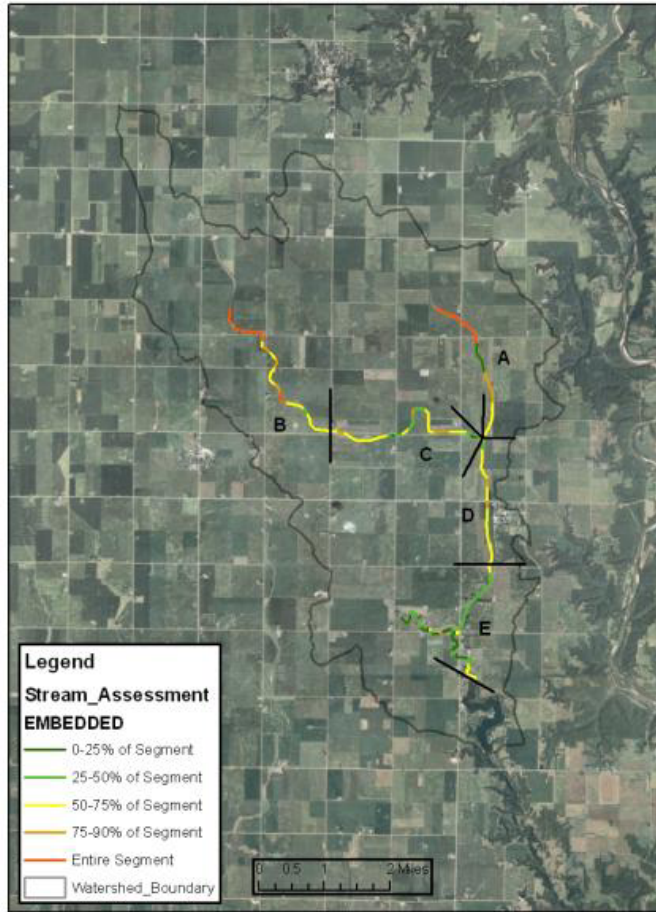 A
B
C
D
E
Legend
Stream_Assessment
EMBEDDED
0-25% of Segment
25-50% of Segment
50-75% of Segment
75-90% of Segment
Entire Segment
Watershed_Boundary
0 0.5 1 2 Miles